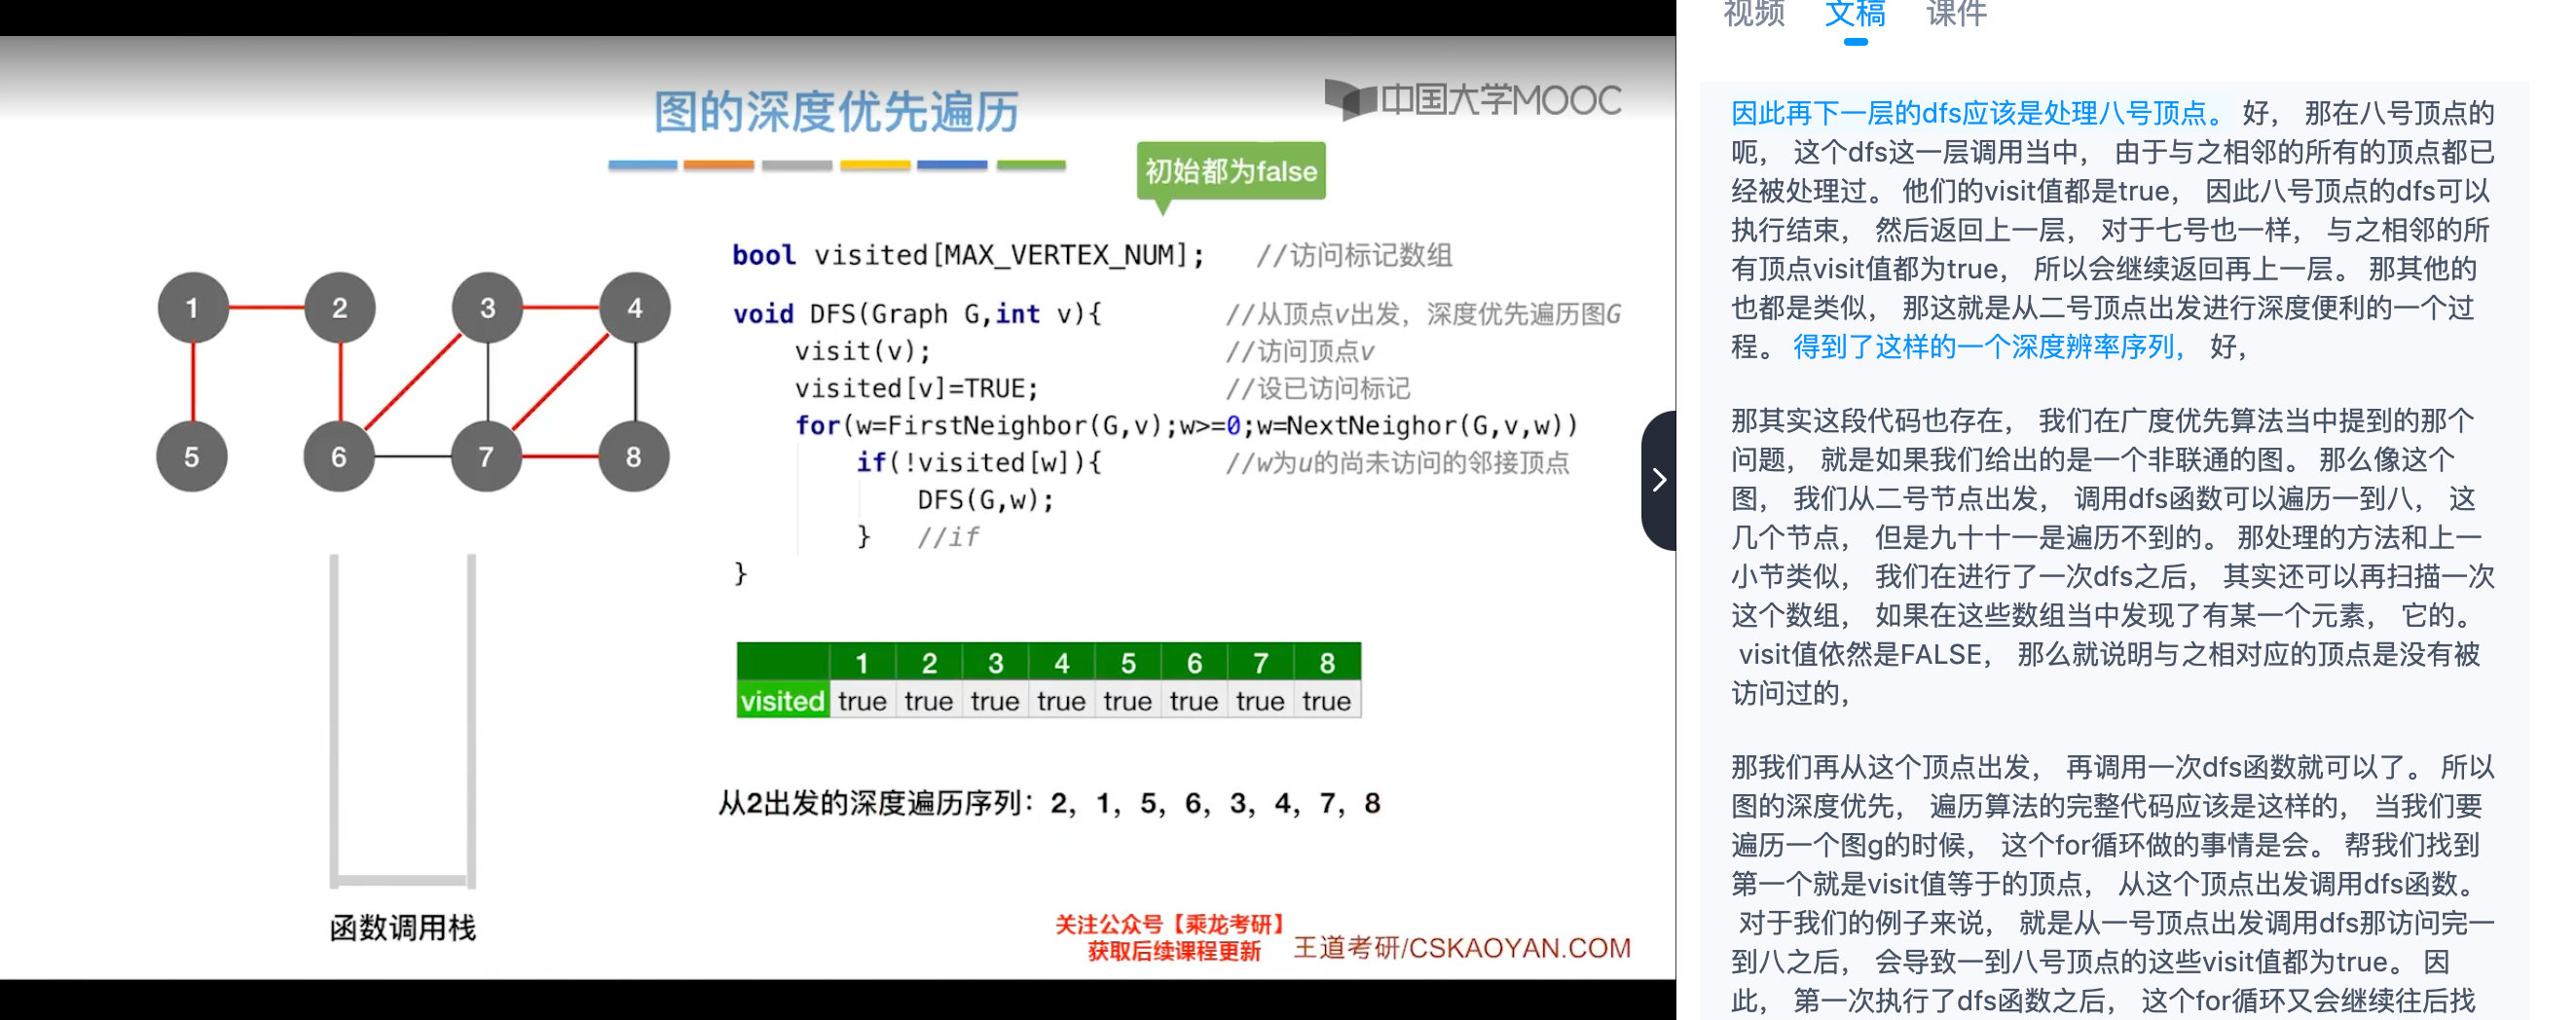 图的深度优先遍历
中国大学MOOC
初始都为false
bool visited[MAX_VERTEX_NUM]; //访问标记数组
void DFS(Graph G,int v){ //从顶点v出发，深度优先遍历图G
visit(v); //访问顶点v
visited[v]=TRUE; //设已访问标记
for(w=FirstNeighbor(G,v);w>=0;w=NextNeighor(G,v,w))
if(!visited[w]){ //w为u的尚未访问的邻接顶点
DFS(G,w);
} //if
}
1 2 3 4
5 6 7 8
函数调用栈
1 2 3 4 5 6 7 8
visited true true true true true true true true
从2出发的深度遍历序列：2，1，5，6，3，4，7，8
关注公众号【乘龙考研】
获取后续课程更新
王道考研/CSKAOYAN.COM
视频 文稿 课件
因此再下一层的dfs应该是处理八号顶点。 好， 那在八号顶点的
呃， 这个dfs这一层调用当中， 由于与之相邻的所有的顶点都已
经被处理过。 他们的visit值都是true， 因此八号顶点的dfs可以
执行结束， 然后返回上一层， 对于七号也一样， 与之相邻的所
有顶点visit值都为true， 所以会继续返回再上一层。 那其他的
也都是类似， 那这就是从二号顶点出发进行深度便利的一个过
程。 得到了这样的一个深度辨率序列， 好，
那其实这段代码也存在， 我们在广度优先算法当中提到的那个
问题， 就是如果我们给出的是一个非联通的图。 那么像这个
图， 我们从二号节点出发， 调用dfs函数可以遍历一到八， 这
几个节点， 但是九十十一是遍历不到的。 那处理的方法和上一
小节类似， 我们在进行了一次dfs之后， 其实还可以再扫描一次
这个数组， 如果在这些数组当中发现了有某一个元素， 它的。
visit值依然是FALSE， 那么就说明与之相对应的顶点是没有被
访问过的，
那我们再从这个顶点出发， 再调用一次dfs函数就可以了。 所以
图的深度优先， 遍历算法的完整代码应该是这样的， 当我们要
遍历一个图g的时候， 这个for循环做的事情是会。 帮我们找到
第一个就是visit值等于的顶点， 从这个顶点出发调用dfs函数。
对于我们的例子来说， 就是从一号顶点出发调用dfs那访问完一
到八之后， 会导致一到八号顶点的这些visit值都为true。 因
此， 第一次执行了dfs函数之后， 这个for循环又会继续往后找